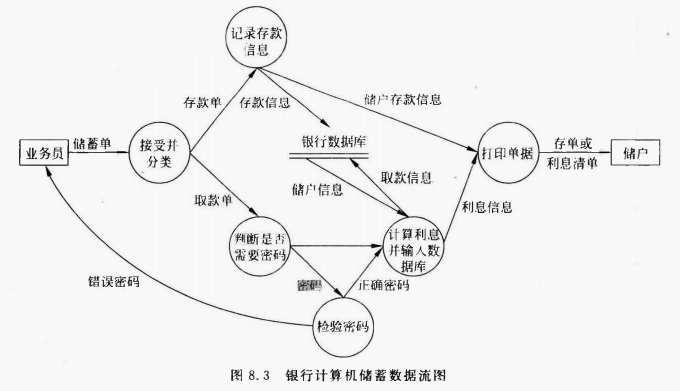 记录存款
信息
存款单
存款信息
储户存款信息
业务员
储蓄单
接受并
分类
银行数据库
打印单据
存单或
利息清单
储户
取款单
储户信息
取款信息
利息信息
判断是否
需要密码
计算利息
并输入数
据库
错误密码
密码
正确密码
检验密码
图 8.3 银行计算机储蓄数据流图